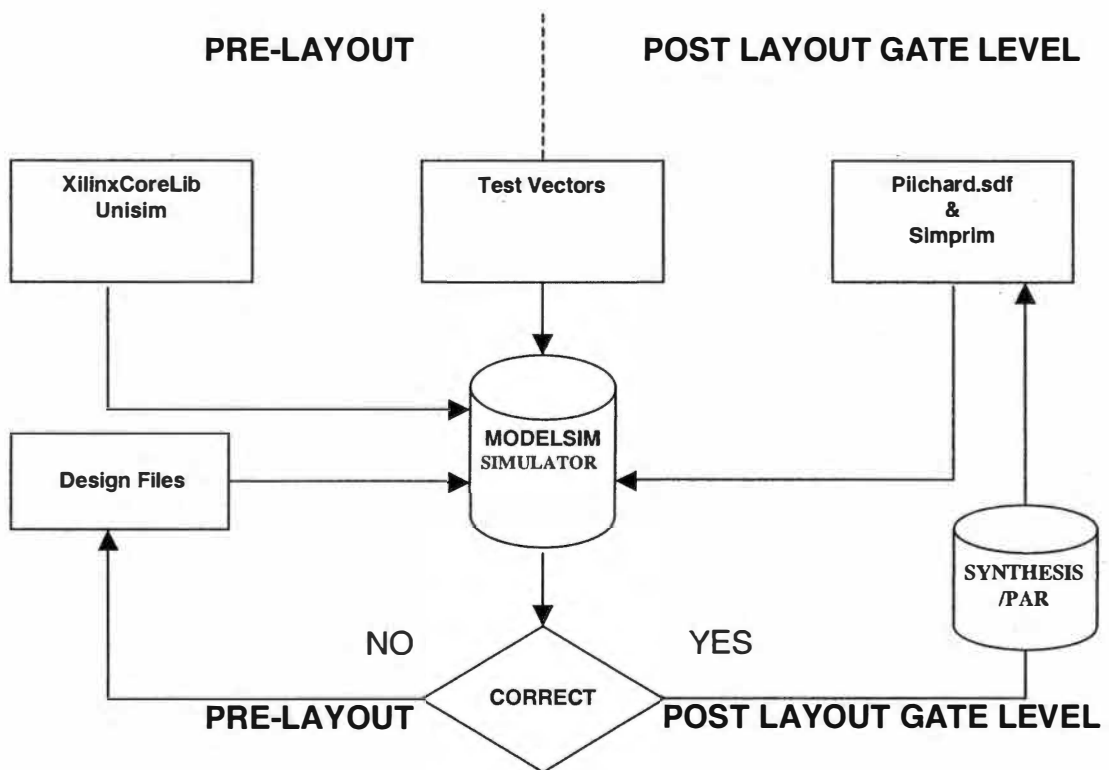 PRE-LAYOUT
POST LAYOUT GATE LEVEL
XilinxCoreLib
Unisim
Test Vectors
Pilchard.sdf
&
Simprim
MODELSIM
SIMULATOR
Design Files
SYNTHESIS
/PAR
NO
YES
CORRECT
PRE-LAYOUT
POST LAYOUT GATE LEVEL